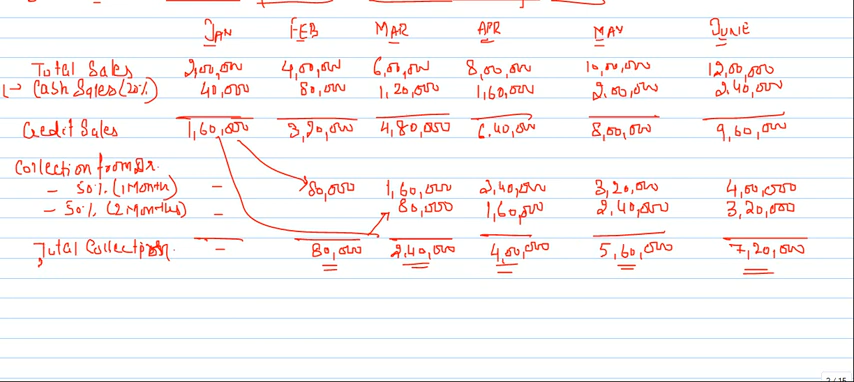 JAN FEB MAR APR MAY JUNE
Total Sales 2,00,000 4,00,000 6,00,000 8,00,000 10,00,000 12,00,000
(-) Cash Sales (20%) 40,000 80,000 1,20,000 1,60,000 2,00,000 2,40,000
Credit Sales 1,60,000 3,20,000 4,80,000 6,40,000 8,00,000 9,60,000
Collection from Dr.
- 50% (1 Month) - 80,000 1,60,000 2,40,000 3,20,000 4,00,000
- 50% (2 Months) - 80,000 1,60,000 2,40,000 3,20,000
Total Collection - 80,000 2,40,000 4,00,000 5,60,000 7,20,000
2 / 15